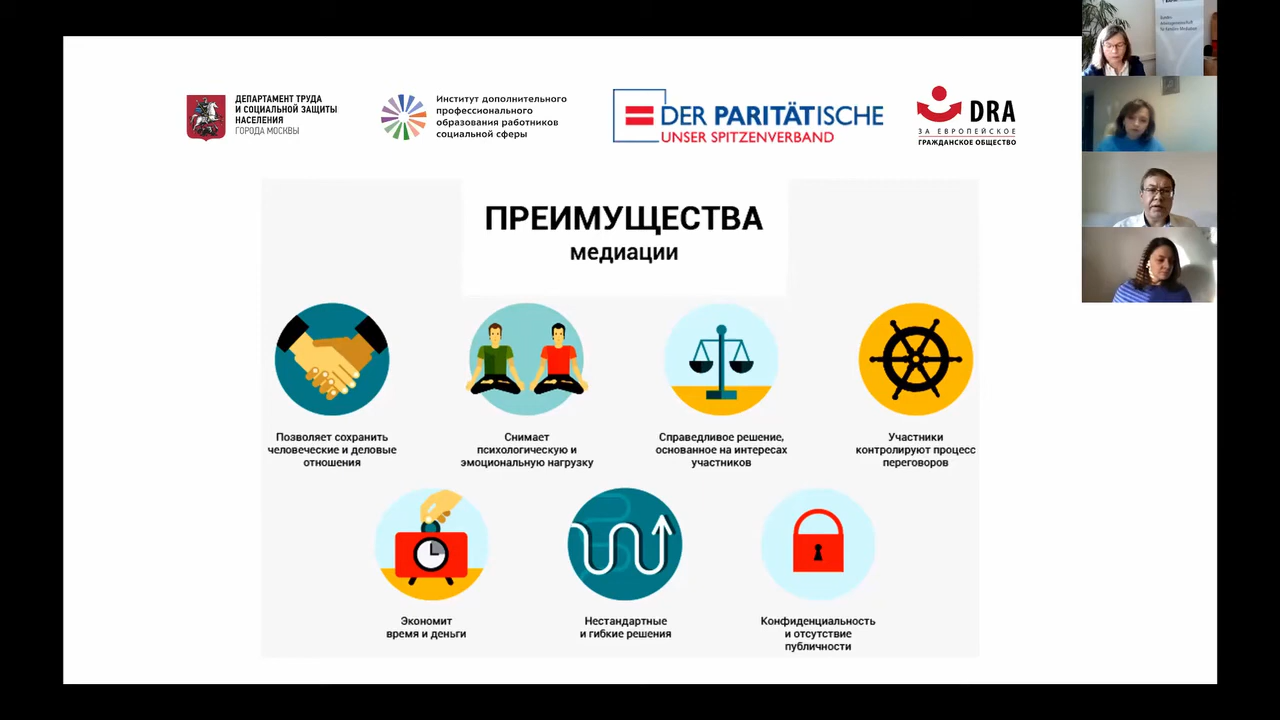 ДЕПАРТАМЕНТ ТРУДА
И СОЦИАЛЬНОЙ ЗАЩИТЫ
НАСЕЛЕНИЯ
ГОРОДА МОСКВЫ
Институт дополнительного
профессионального
образования работников
социальной сферы
DER PARITÄTISCHE
UNSER SPITZENVERBAND
DRA
ЗА ЕВРОПЕЙСКОЕ
ГРАЖДАНСКОЕ ОБЩЕСТВО
ПРЕИМУЩЕСТВА
медиации
Позволяет сохранить
человеческие и деловые
отношения
Снимает
психологическую и
эмоциональную нагрузку
Справедливое решение,
основанное на интересах
участников
Участники
контролируют процесс
переговоров
Экономит
время и деньги
Нестандартные
и гибкие решения
Конфиденциальность
и отсутствие
публичности